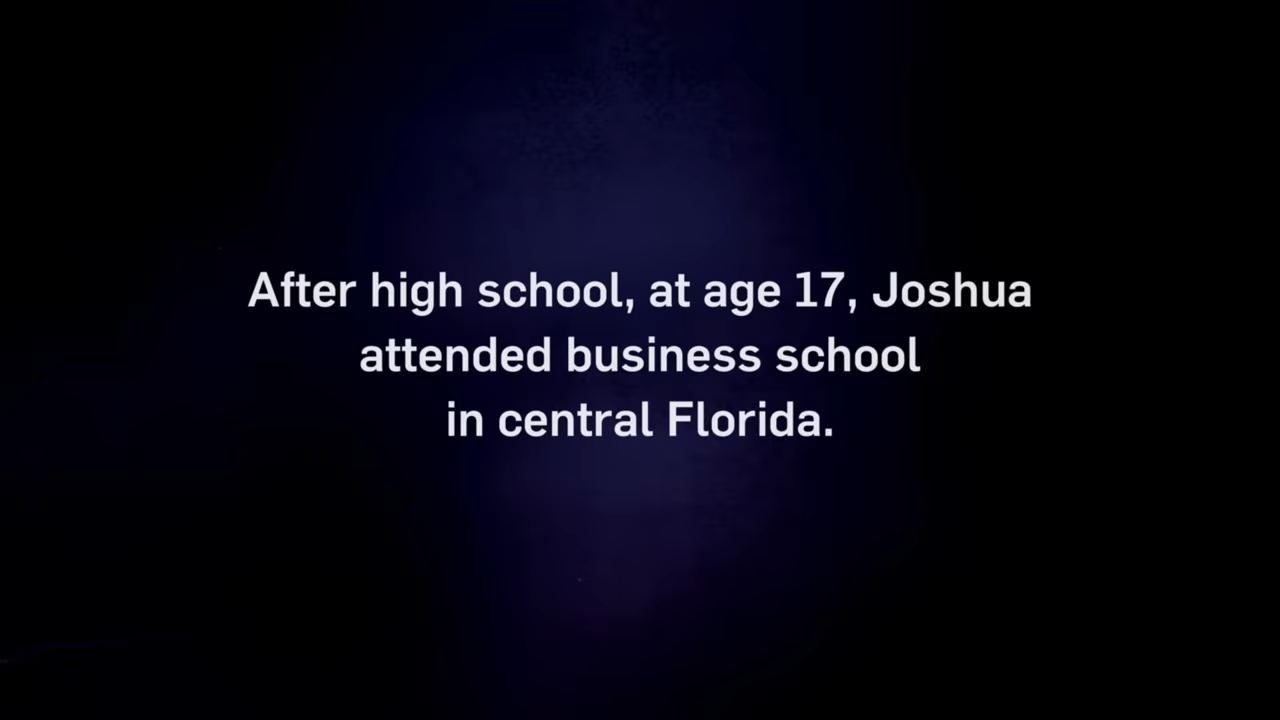 After high school, at age 17, Joshua
attended business school
in central Florida.